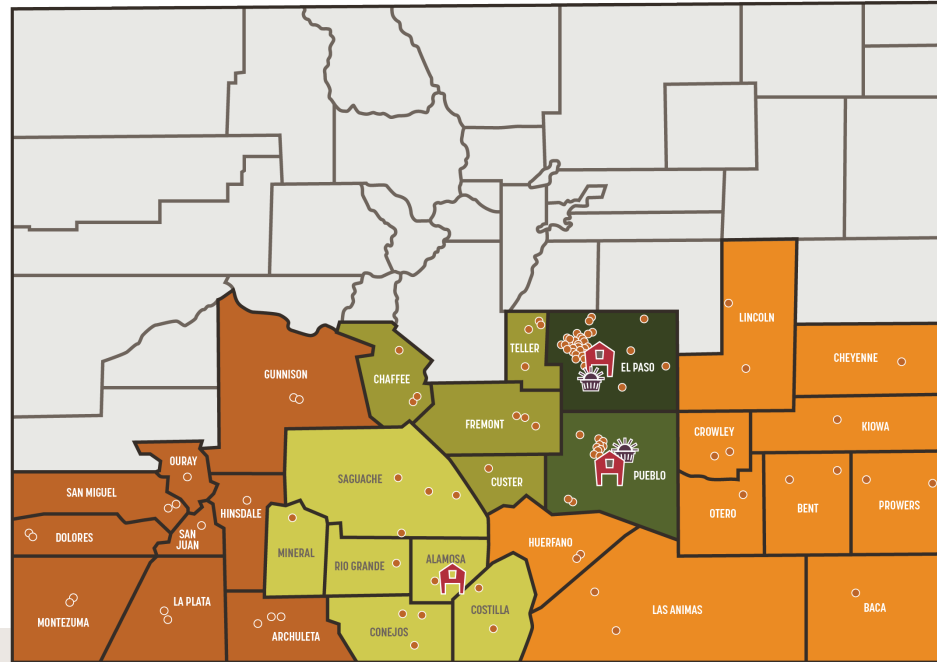 LINCOLN
TELLER
EL PASO
CHEYENNE
GUNNISON
CHAFFEE
FREMONT
CROWLEY
KIOWA
OURAY
SAGUACHE
CUSTER
PUEBLO
SAN MIGUEL
HINSDALE
OTERO
BENT
PROWERS
DOLORES
SAN
JUAN
MINERAL
RIO GRANDE
ALAMOSA
HUERFANO
MONTEZUMA
LA PLATA
ARCHULETA
CONEJOS
COSTILLA
LAS ANIMAS
BACA